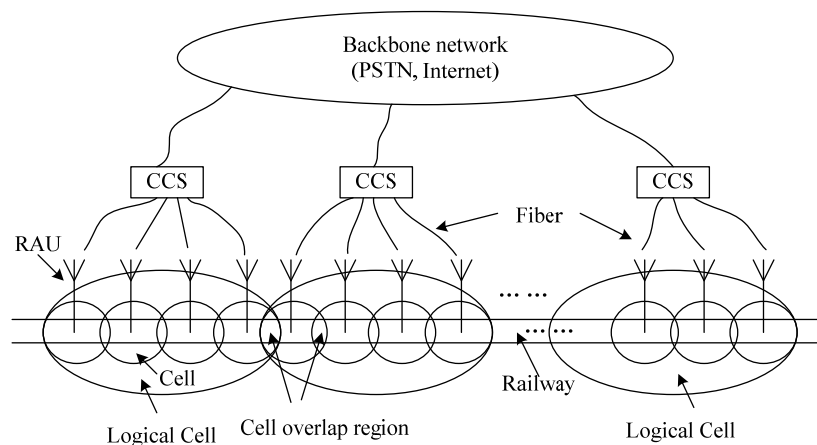 Backbone network
(PSTN, Internet)
CCS
CCS
CCS
Fiber
RAU
... ...
... ...
Cell
Railway
Logical Cell
Cell overlap region
Logical Cell